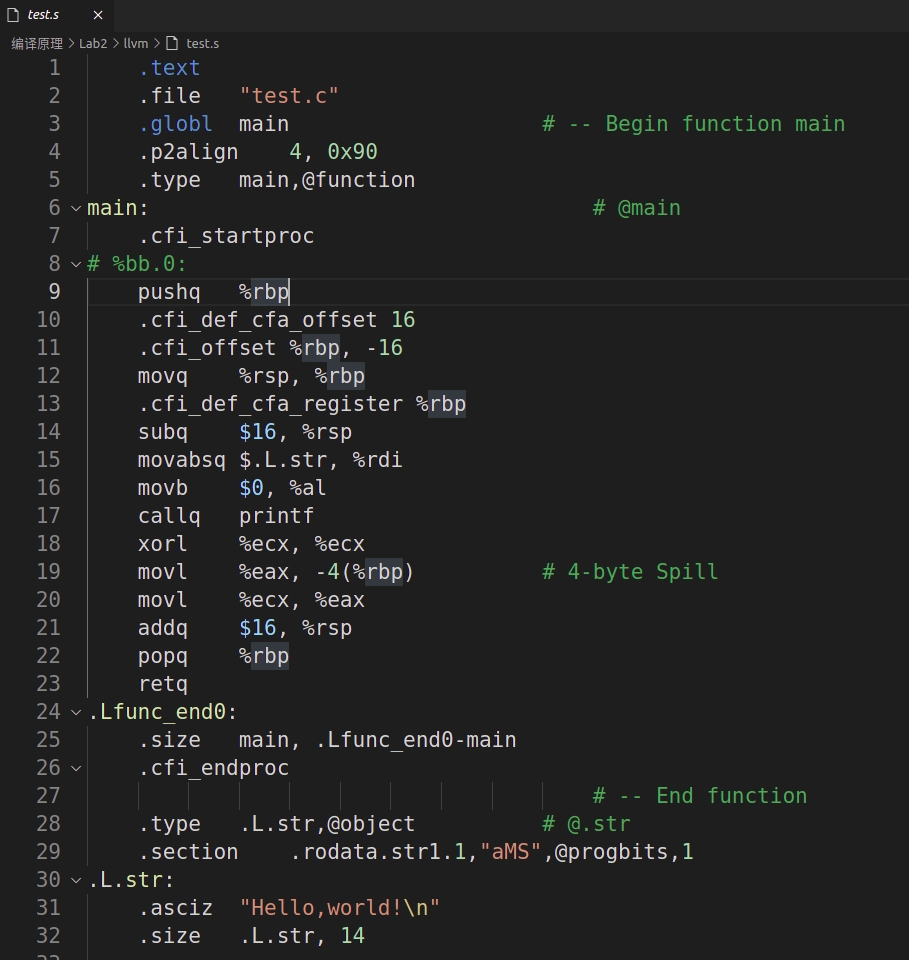 test.s ×
编译原理 > Lab2 > llvm > test.s
1 .text
2 .file "test.c"
3 .globl main # -- Begin function main
4 .p2align 4, 0x90
5 .type main,@function
6 main: # @main
7 .cfi_startproc
8 # %bb.0:
9 pushq %rbp
10 .cfi_def_cfa_offset 16
11 .cfi_offset %rbp, -16
12 movq %rsp, %rbp
13 .cfi_def_cfa_register %rbp
14 subq $16, %rsp
15 movabsq $.L.str, %rdi
16 movb $0, %al
17 callq printf
18 xorl %ecx, %ecx
19 movl %eax, -4(%rbp) # 4-byte Spill
20 movl %ecx, %eax
21 addq $16, %rsp
22 popq %rbp
23 retq
24 .Lfunc_end0:
25 .size main, .Lfunc_end0-main
26 .cfi_endproc
27 # -- End function
28 .type .L.str,@object # @.str
29 .section .rodata.str1.1,"aMS",@progbits,1
30 .L.str:
31 .asciz "Hello,world!\n"
32 .size .L.str, 14